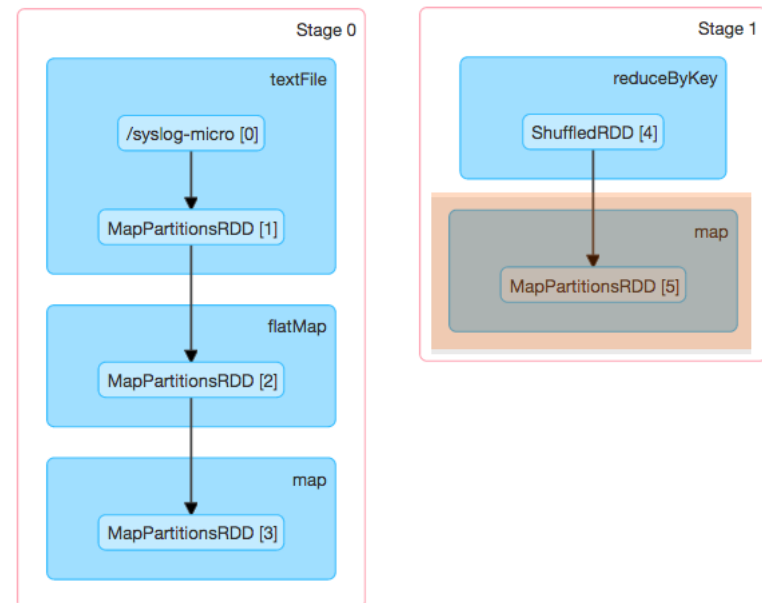 Stage 0
textFile
/syslog-micro [0]
MapPartitionsRDD [1]
flatMap
MapPartitionsRDD [2]
map
MapPartitionsRDD [3]
Stage 1
reduceByKey
ShuffledRDD [4]
map
MapPartitionsRDD [5]